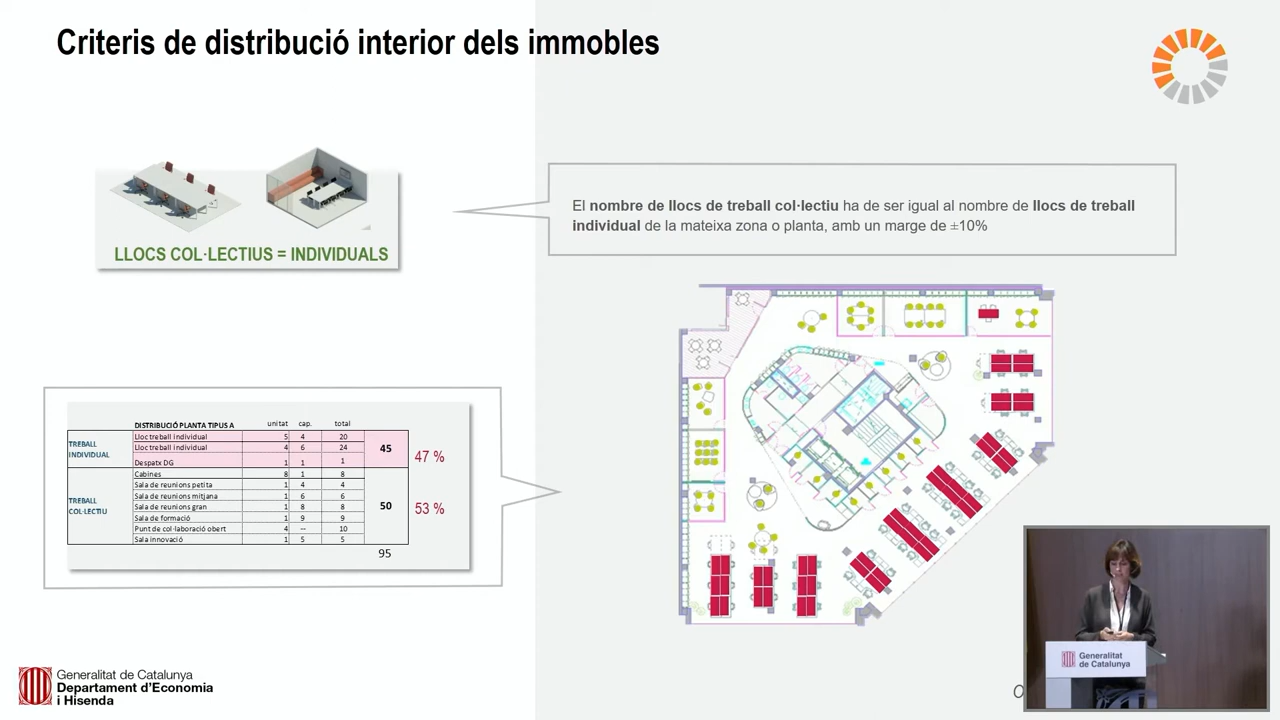 Criteris de distribució interior dels immobles
LLOCS COL·LECTIUS = INDIVIDUALS
El nombre de llocs de treball col·lectiu ha de ser igual al nombre de llocs de treball
individual de la mateixa zona o planta, amb un marge de ±10%
DISTRIBUCIÓ PLANTA TIPUS A unitat cap. total
TREBALL INDIVIDUAL
Lloc treball individual 5 4 20
Lloc treball individual 4 6 24
Despatx DG 1 1 1
45
47 %
TREBALL COL·LECTIU
Cabines 8 1 8
Sala de reunions petita 1 4 4
Sala de reunions mitjana 1 6 6
Sala de reunions gran 1 8 8
Sala de formació 1 9 9
Punt de col·laboració obert 4 -- 10
Sala innovació 1 5 5
50
53 %
95
Generalitat de Catalunya
Departament d'Economia
i Hisenda
Generalitat
de Catalunya